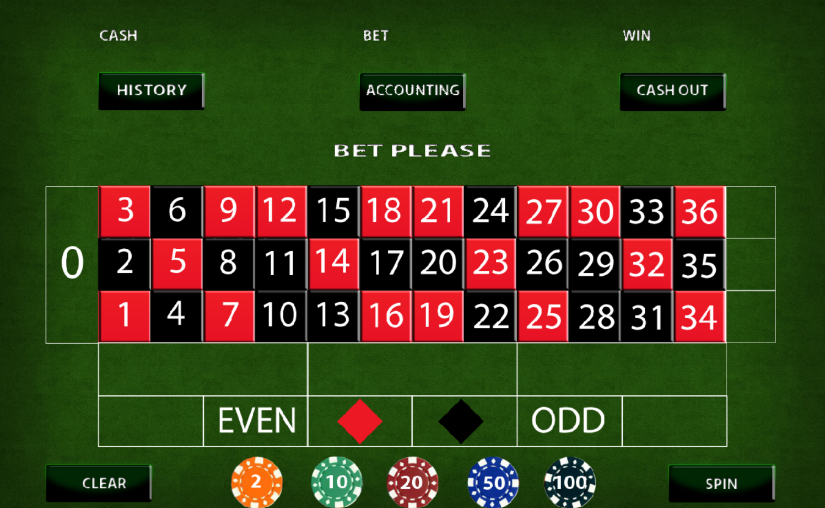 CASH BET WIN
HISTORY ACCOUNTING CASH OUT
BET PLEASE
3 6 9 12 15 18 21 24 27 30 33 36
0 2 5 8 11 14 17 20 23 26 29 32 35
1 4 7 10 13 16 19 22 25 28 31 34
EVEN ODD
CLEAR 2 10 20 50 100 SPIN